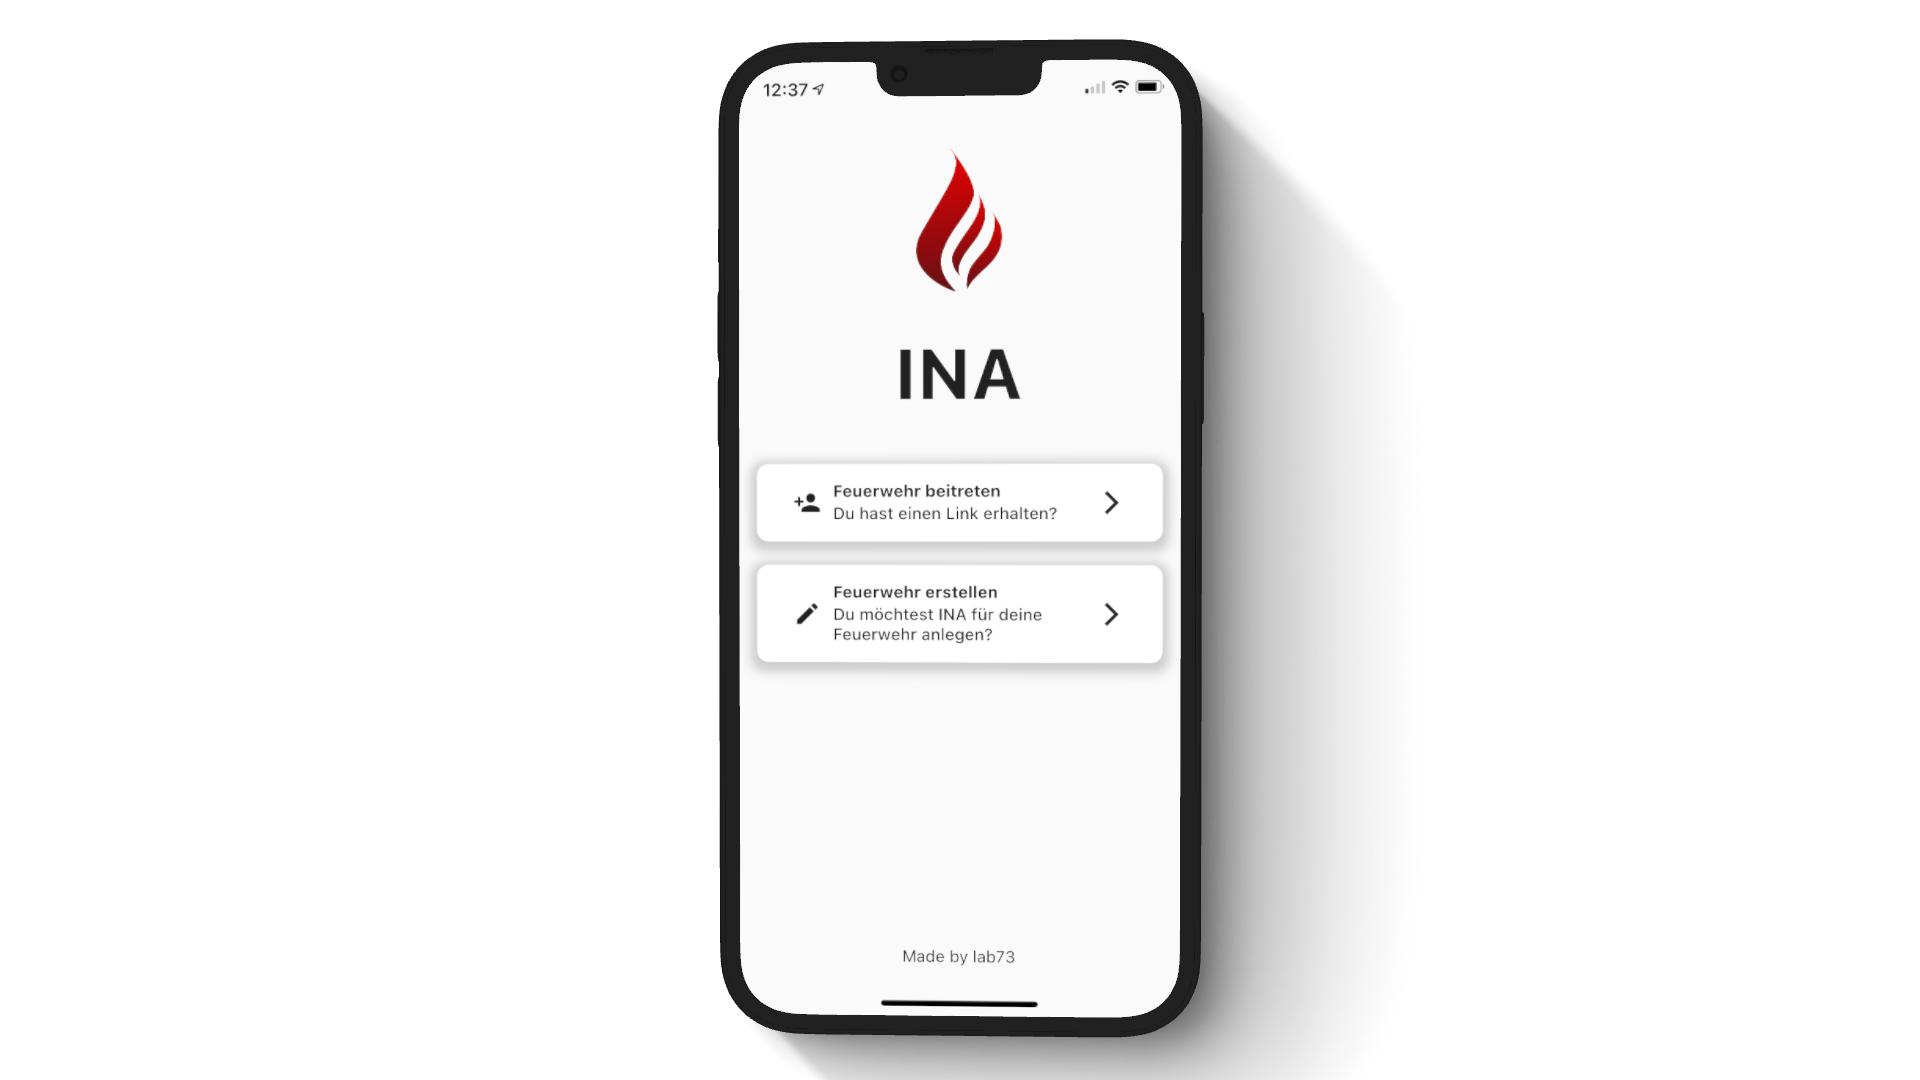 12:37
INA
Feuerwehr beitreten
Du hast einen Link erhalten?
Feuerwehr erstellen
Du möchtest INA für deine
Feuerwehr anlegen?
Made by lab73